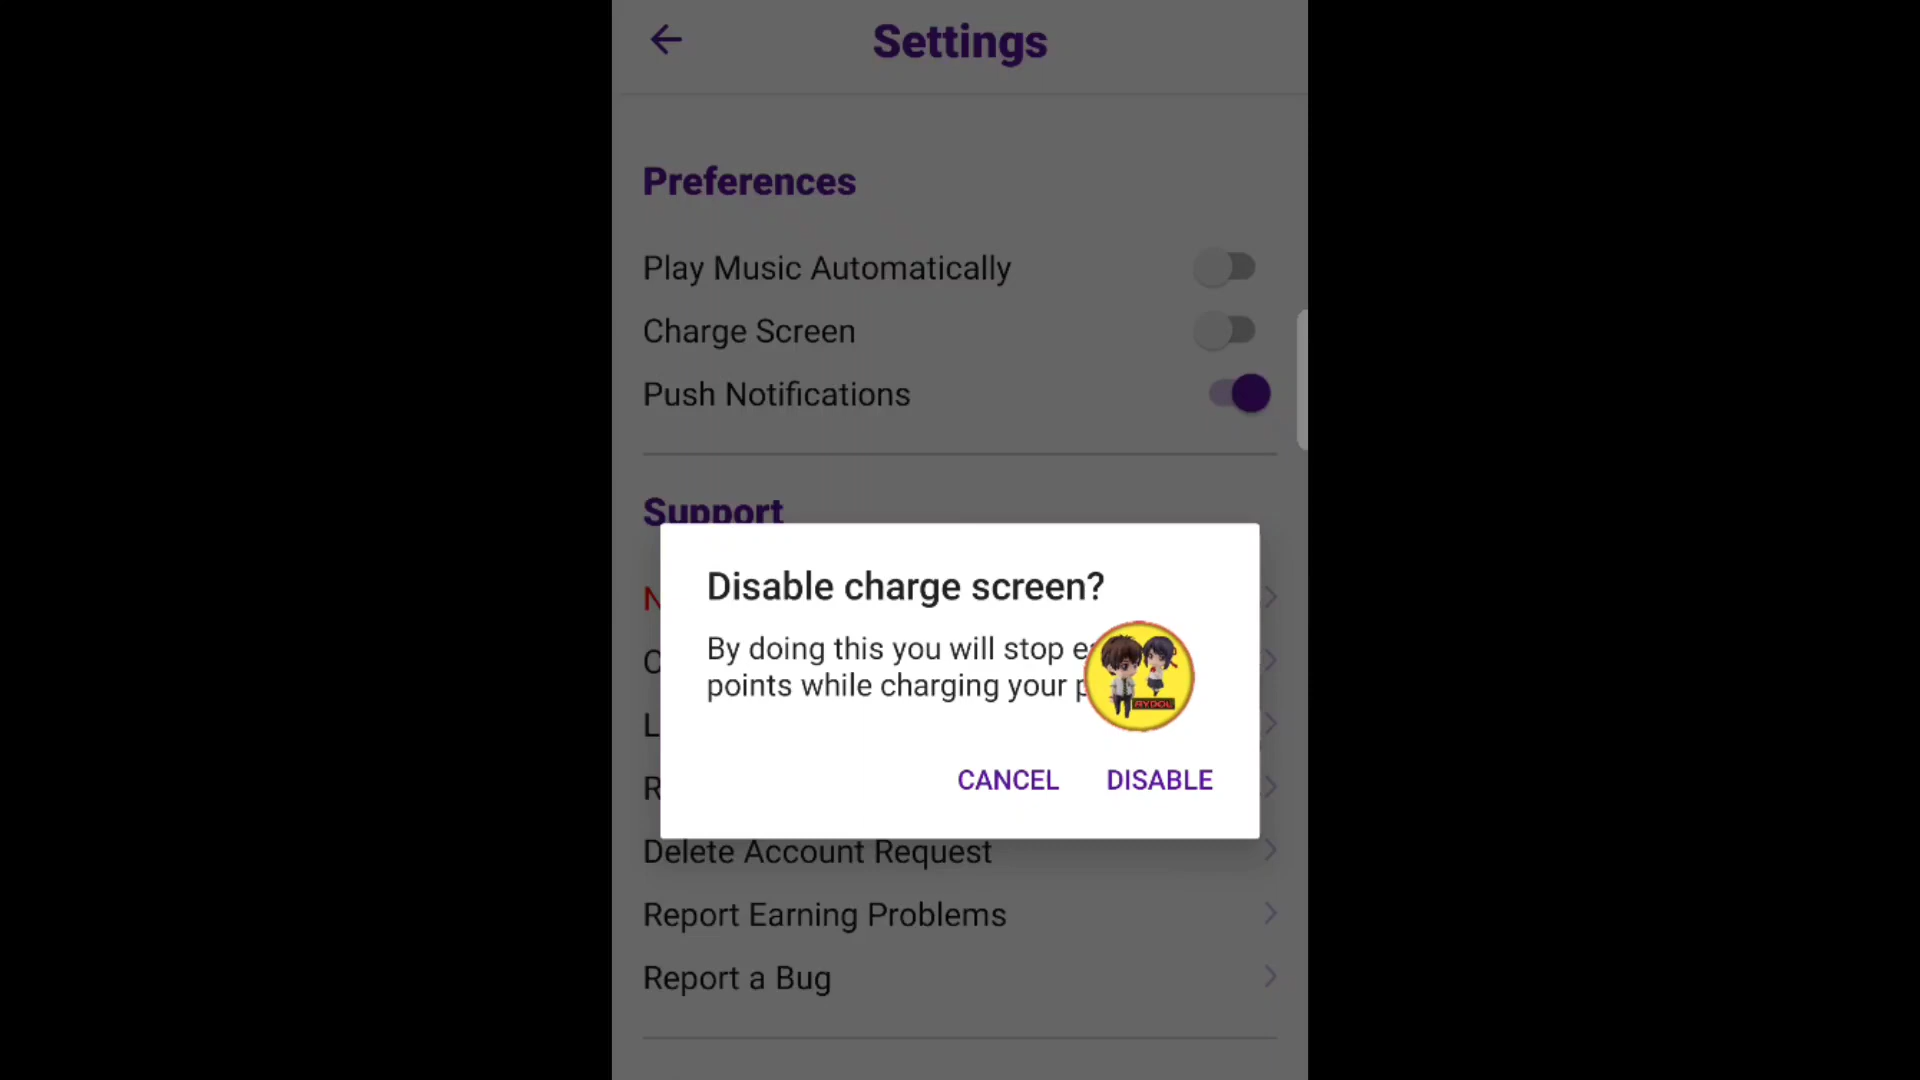 Settings
Preferences
Play Music Automatically
Charge Screen
Push Notifications
Support
Disable charge screen?
By doing this you will stop
points while charging your
CANCEL
DISABLE
Delete Account Request
Report Earning Problems
Report a Bug